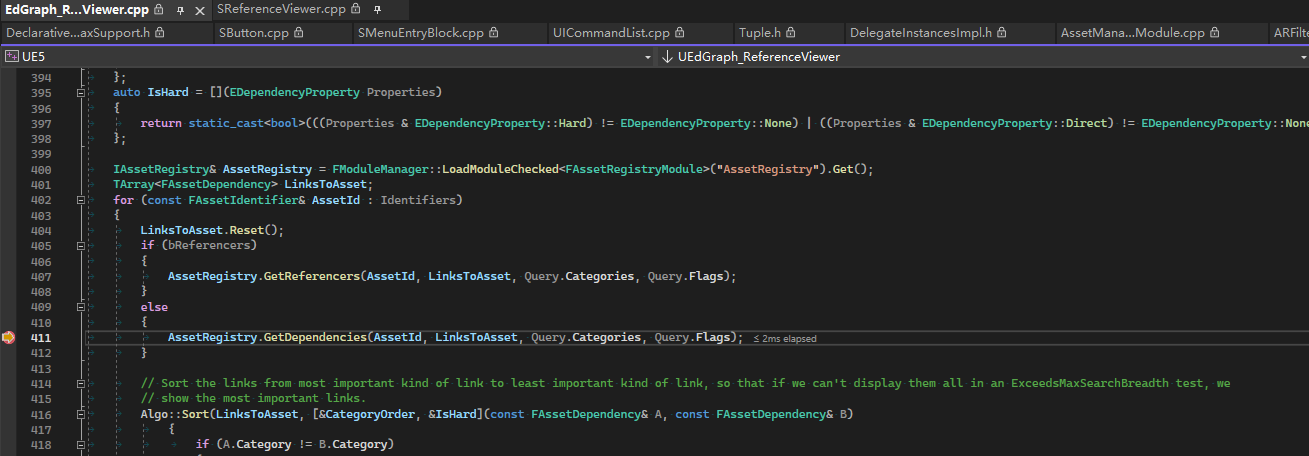 EdGraph_R...Viewer.cpp SReferenceViewer.cpp
Declarative...axSupport.h SButton.cpp SMenuEntryBlock.cpp UICommandList.cpp Tuple.h DelegateInstancesImpl.h AssetMana...Module.cpp ARFilte
UE5 UEdGraph_ReferenceViewer
394 };
395 auto IsHard = [](EDependencyProperty Properties)
396 {
397 return static_cast<bool>(((Properties & EDependencyProperty::Hard) != EDependencyProperty::None) | ((Properties & EDependencyProperty::Direct) != EDependencyProperty::None
398 };
399
400 IAssetRegistry& AssetRegistry = FModuleManager::LoadModuleChecked<FAssetRegistryModule>("AssetRegistry").Get();
401 TArray<FAssetDependency> LinksToAsset;
402 for (const FAssetIdentifier& AssetId : Identifiers)
403 {
404 LinksToAsset.Reset();
405 if (bReferencers)
406 {
407 AssetRegistry.GetReferencers(AssetId, LinksToAsset, Query.Categories, Query.Flags);
408 }
409 else
410 {
411 AssetRegistry.GetDependencies(AssetId, LinksToAsset, Query.Categories, Query.Flags); ≤ 2ms elapsed
412 }
413
414 // Sort the links from most important kind of link to least important kind of link, so that if we can't display them all in an ExceedsMaxSearchBreadth test, we
415 // show the most important links.
416 Algo::Sort(LinksToAsset, [&CategoryOrder, &IsHard](const FAssetDependency& A, const FAssetDependency& B)
417 {
418 if (A.Category != B.Category)